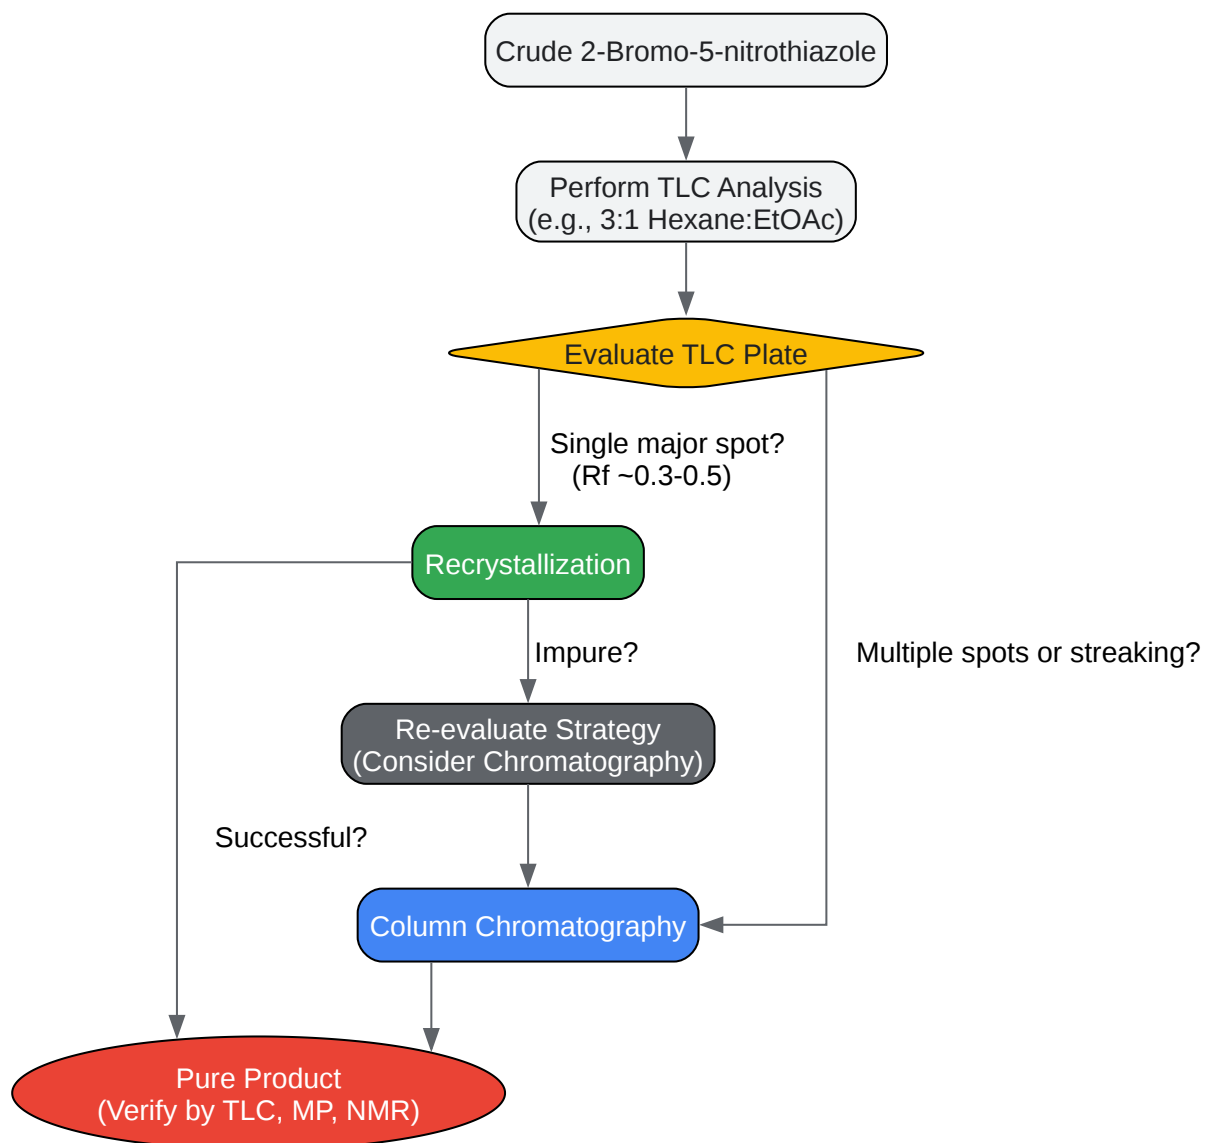 Crude 2-Bromo-5-nitrothiazole
Perform TLC Analysis
(e.g., 3:1 Hexane:EtOAc)
Evaluate TLC Plate
Single major spot?
(Rf ~0.3-0.5)
Recrystallization
Impure?
Multiple spots or streaking?
Re-evaluate Strategy
(Consider Chromatography)
Successful?
Column Chromatography
Pure Product
(Verify by TLC, MP, NMR)